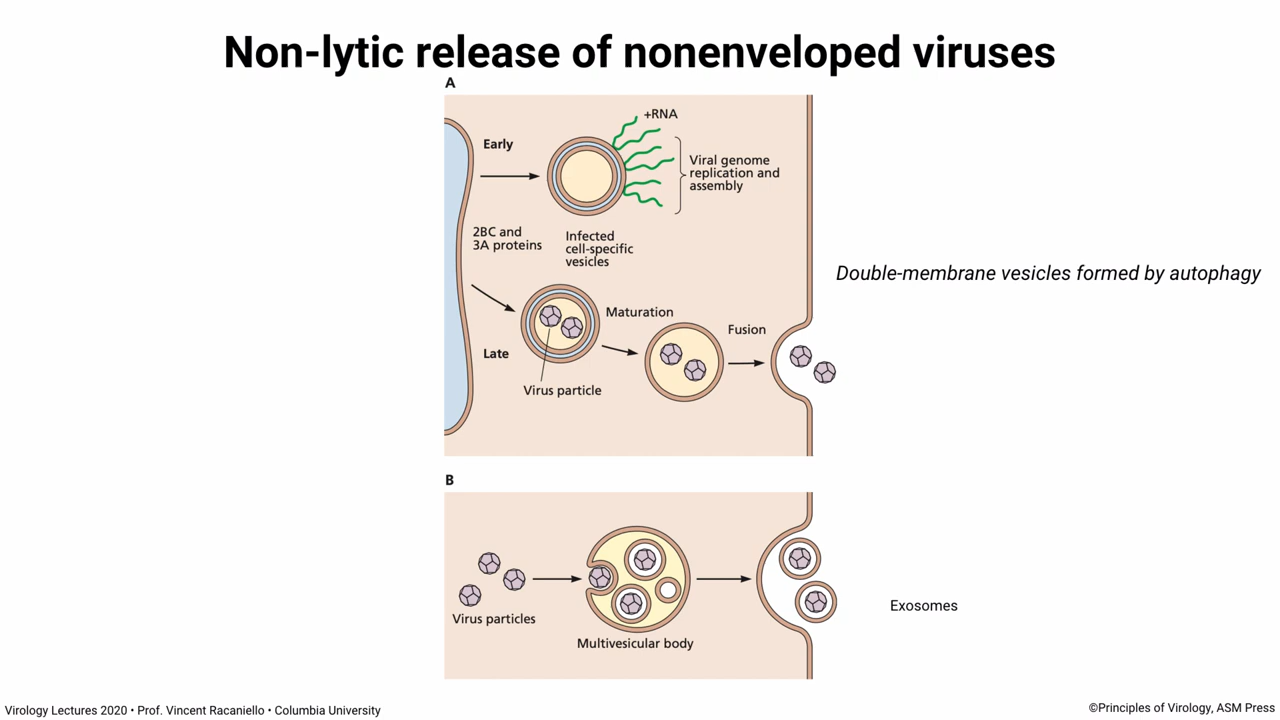 Non-lytic release of nonenveloped viruses
A
+RNA
Early
Viral genome
replication and
assembly
2BC and
3A proteins
Infected
cell-specific
vesicles
Double-membrane vesicles formed by autophagy
Maturation
Fusion
Late
Virus particle
B
Virus particles
Multivesicular body
Exosomes
Virology Lectures 2020 • Prof. Vincent Racaniello • Columbia University
©Principles of Virology, ASM Press